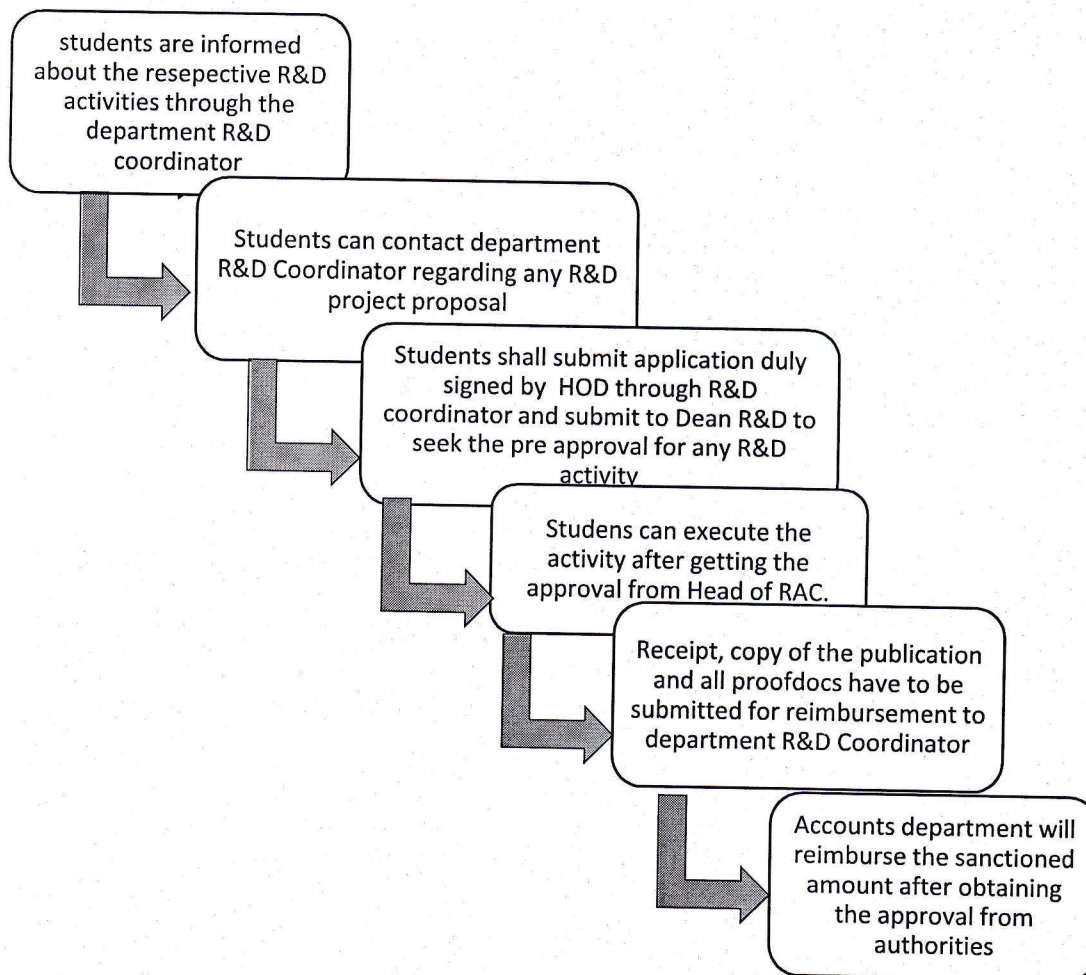 students are informed
about the resepective R&D
activities through the
department R&D
coordinator
Students can contact department
R&D Coordinator regarding any R&D
project proposal
Students shall submit application duly
signed by HOD through R&D
coordinator and submit to Dean R&D to
seek the pre approval for any R&D
activity
Studens can execute the
activity after getting the
approval from Head of RAC.
Receipt, copy of the publication
and all proofdocs have to be
submitted for reimbursement to
department R&D Coordinator
Accounts department will
reimburse the sanctioned
amount after obtaining
the approval from
authorities